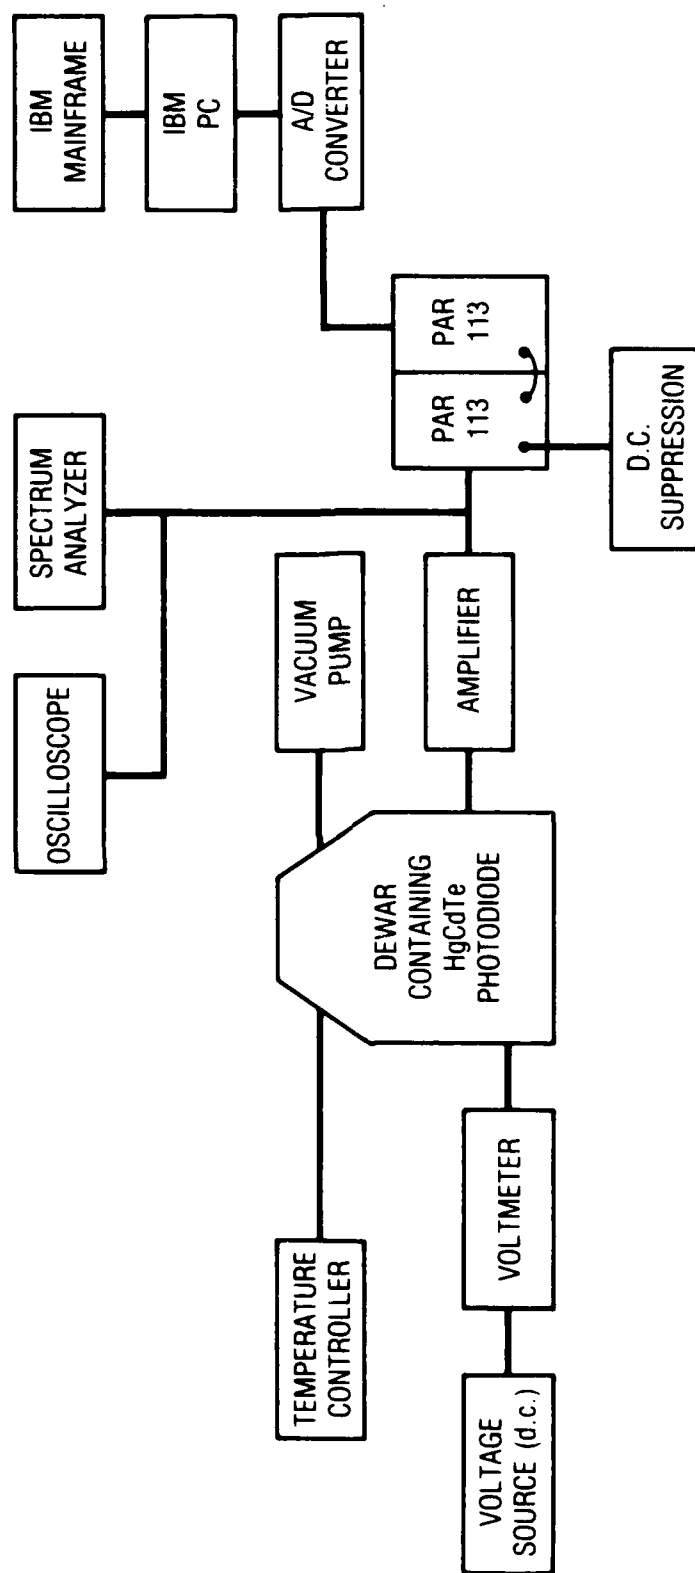 OSCILLOSCOPE
SPECTRUM
ANALYZER
IBM
MAINFRAME
IBM
PC
A/D
CONVERTER
TEMPERATURE
CONTROLLER
VACUUM
PUMP
DEWAR
CONTAINING
HgCdTe
PHOTODIODE
VOLTAGE
SOURCE (d.c.)
VOLTMETER
AMPLIFIER
PAR
113
PAR
113
D.C.
SUPPRESSION